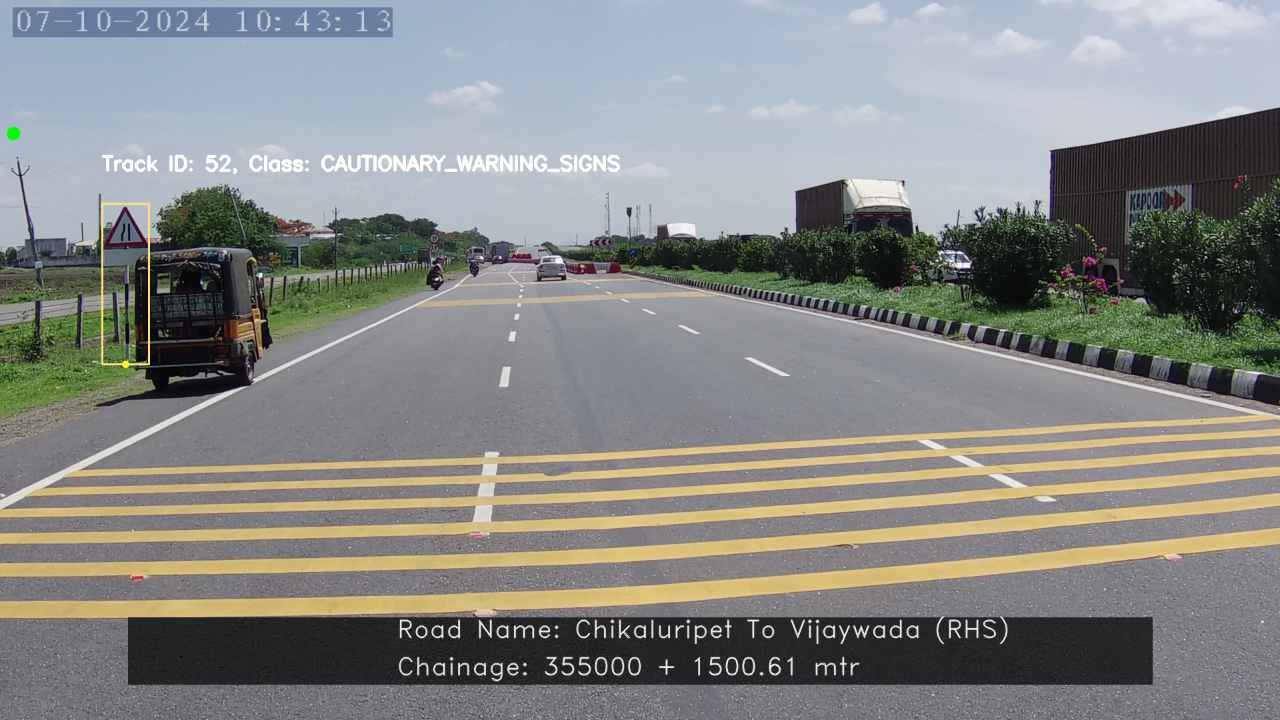 07-10-2024 10:43:13
Track ID: 52, Class: CAUTIONARY_WARNING_SIGNS
KAPOOR
Road Name: Chikaluripet To Vijaywada (RHS)
Chainage: 355000 + 1500.61 mtr